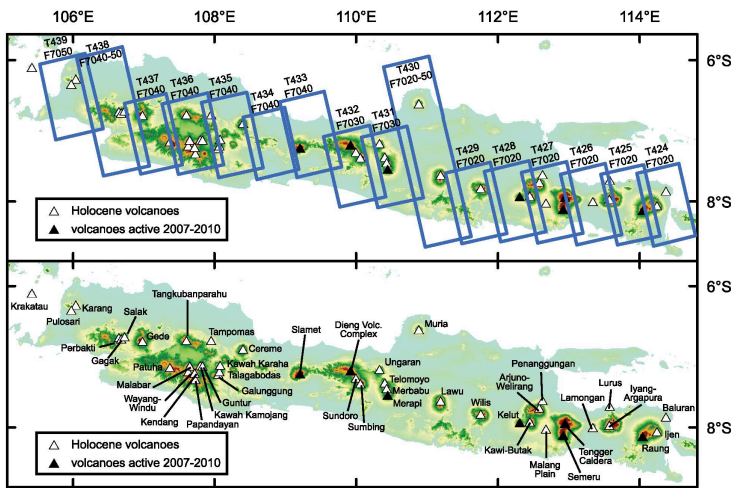 106°E
108°E
110°E
112°E
114°E
T439
F7050
T438
F7040-50
T437
F7040
T436
F7040
T435
F7040
T434
F7040
T433
F7040
T432
F7030
T431
F7030
T430
F7020-50
T429
F7020
T428
F7020
T427
F7020
T426
F7020
T425
F7020
T424
F7020
6°S
8°S
Holocene volcanoes
volcanoes active 2007-2010
6°S
8°S
Krakatau
Karang
Pulosari
Salak
Tangkubanparahu
Perbakti
Gagak
Gede
Tampomas
Cereme
Patuha
Malabar
Wayang-
Windu
Kendang
Papandayan
Kawah Kamojang
Guntur
Galunggung
Talagabodas
Kawah Karaha
Slamet
Dieng Volc.
Complex
Sundoro
Sumbing
Ungaran
Telomoyo
Merbabu
Merapi
Muria
Lawu
Wilis
Kelut
Kawi-Butak
Arjuno-
Welirang
Penanggungan
Malang
Plain
Semeru
Tengger
Caldera
Lamongan
Lurus
Iyang-
Argapura
Baluran
Ijen
Raung
Holocene volcanoes
volcanoes active 2007-2010